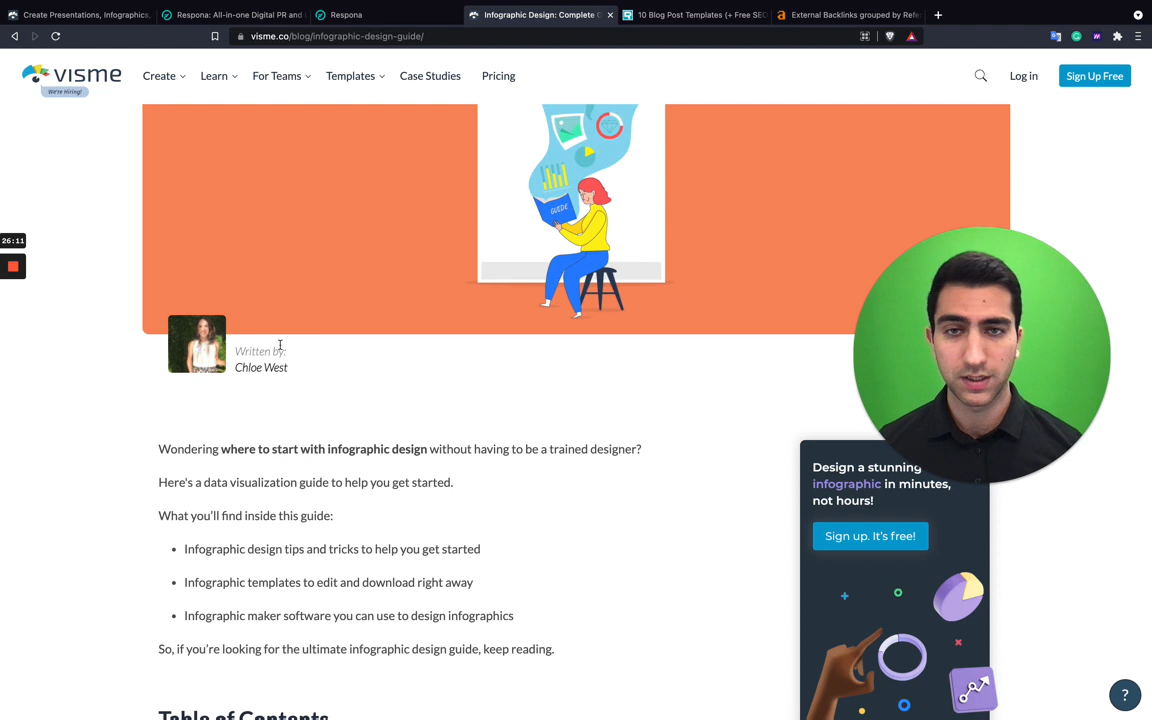 Create Presentations, Infographics,
Respona: All-in-one Digital PR and
Respona
Infographic Design: Complete
10 Blog Post Templates (+ Free SEO
External Backlinks grouped by Refe
visme.co/blog/infographic-design-guide/
visme
We're Hiring!
Create
Learn
For Teams
Templates
Case Studies
Pricing
Log in
Sign Up Free
GUIDE
26:11
Written by:
Chloe West
Wondering where to start with infographic design without having to be a trained designer?
Here's a data visualization guide to help you get started.
What you'll find inside this guide:
Infographic design tips and tricks to help you get started
Infographic templates to edit and download right away
Infographic maker software you can use to design infographics
So, if you're looking for the ultimate infographic design guide, keep reading.
Table of Contents
Design a stunning
infographic in minutes,
not hours!
Sign up. It's free!
?